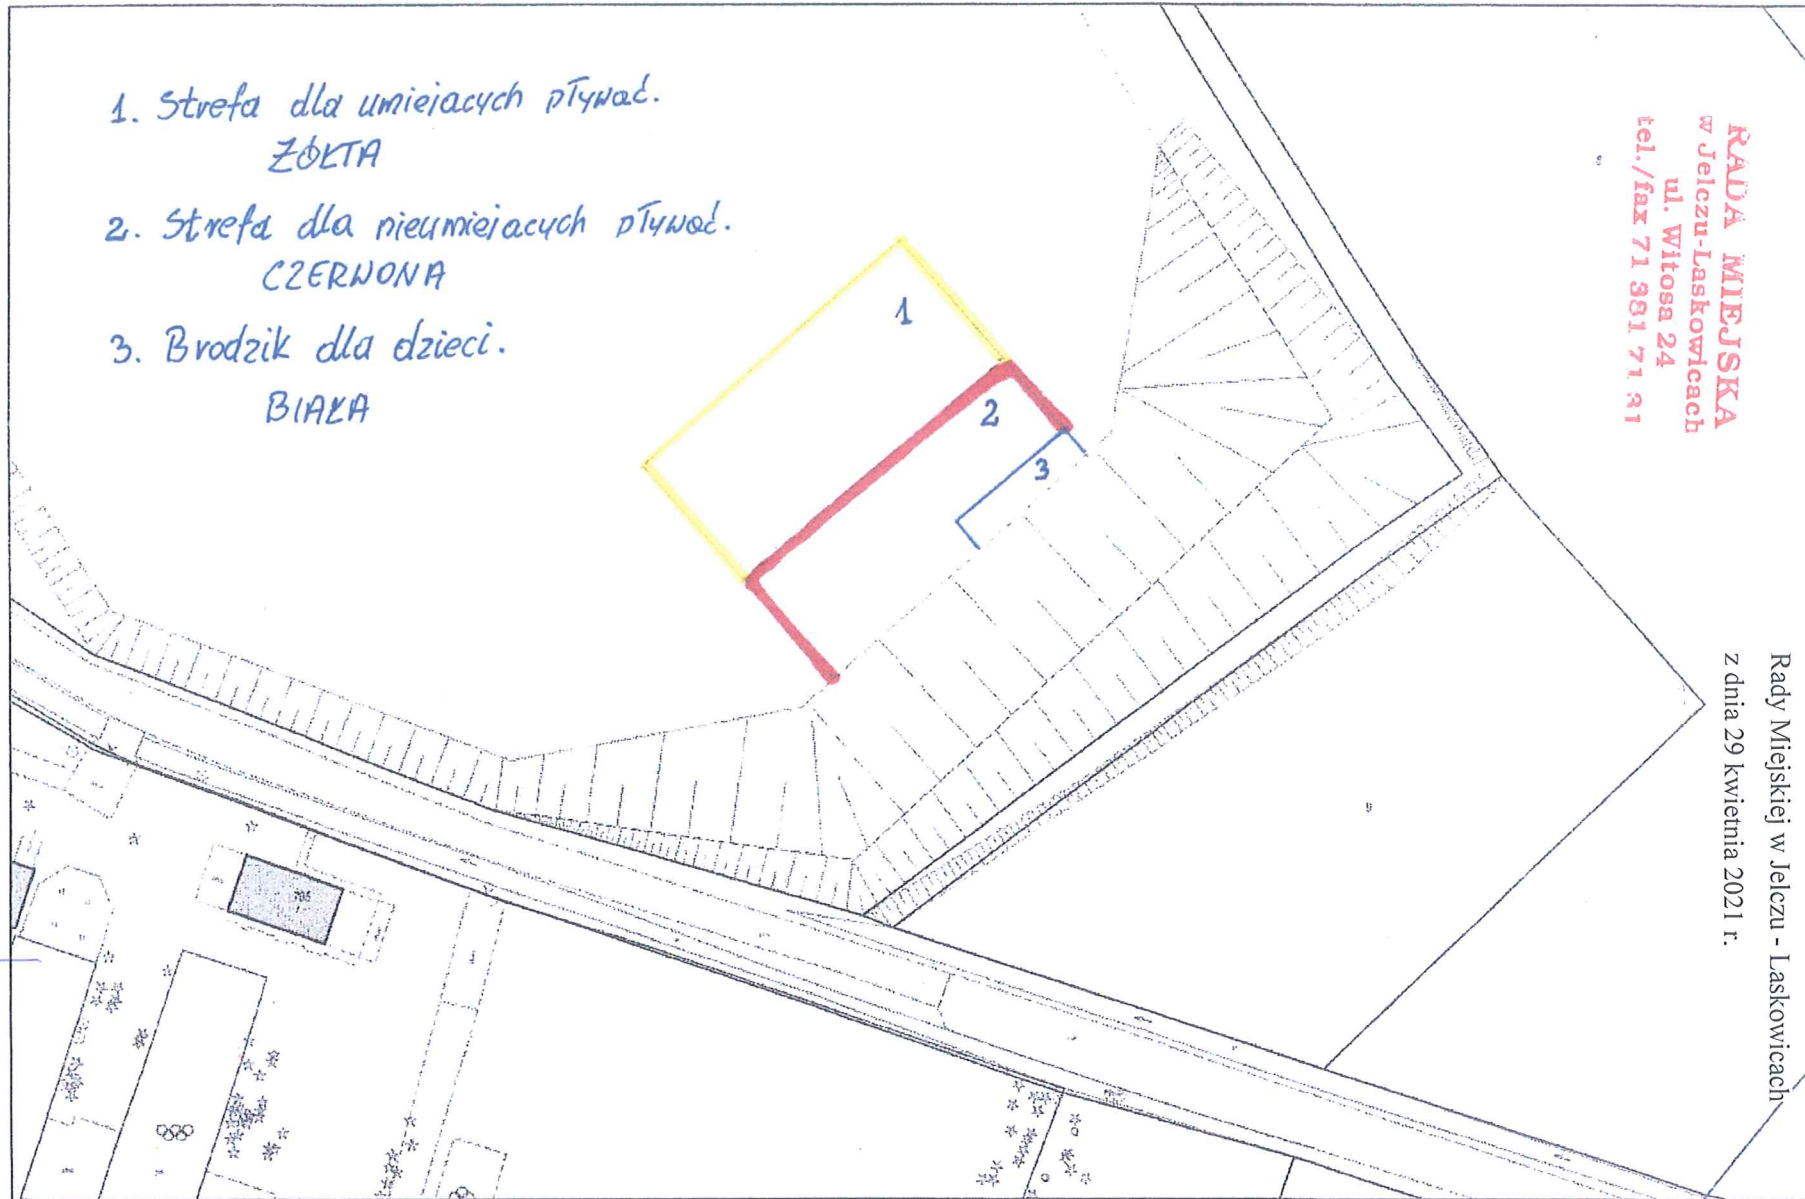 1. Strefa dla umiejacych pływać.
ŻÓŁTA
2. Strefa dla nieumiejacych pływać.
CZERWONA
3. Brodzik dla dzieci.
BIAŁA
1
2
3
RADA MIEJSKA
w Jelczu-Laskowicach
ul. Witosa 24
tel./fax 71 381 71 31
Rady Miejskiej w Jelczu - Laskowicach
z dnia 29 kwietnia 2021 r.